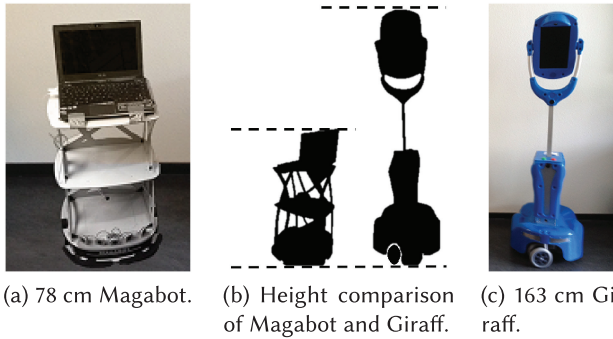 (a) 78 cm Magabot.
(b) Height comparison
of Magabot and Giraff.
(c) 163 cm Gi
raff.